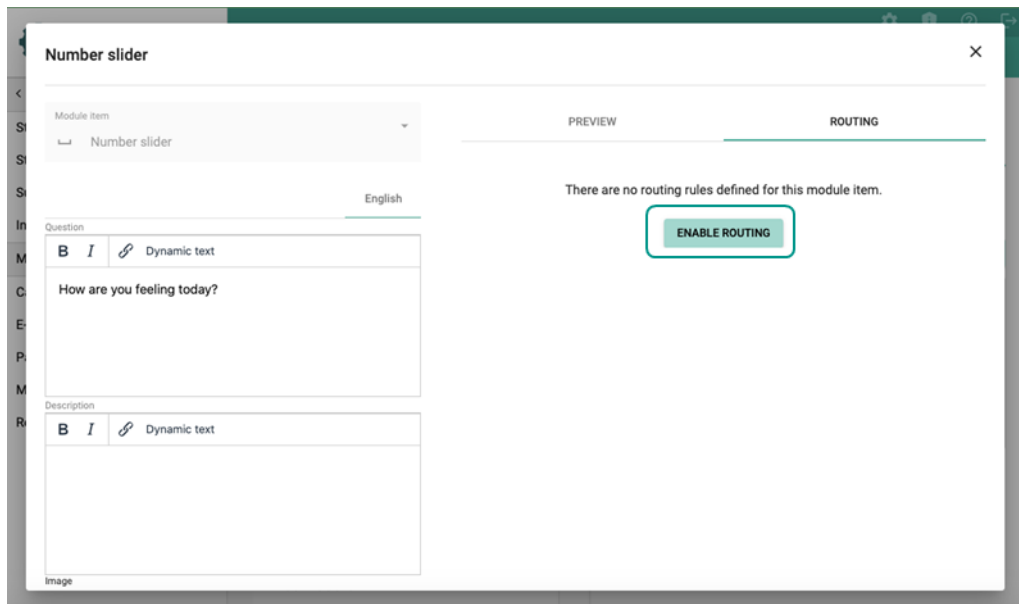 Number slider
Module item
Number slider
PREVIEW
ROUTING
English
There are no routing rules defined for this module item.
ENABLE ROUTING
Question
B I Dynamic text
How are you feeling today?
Description
B I Dynamic text
Image